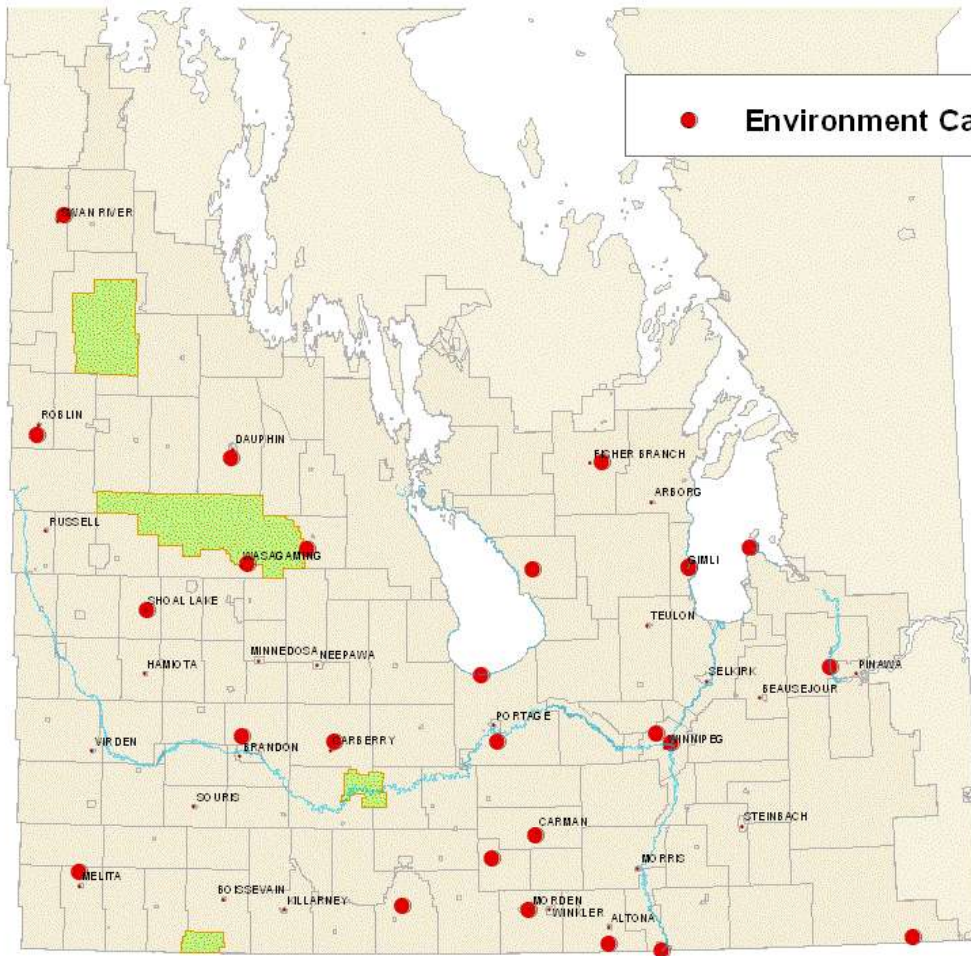 Environment Ca
SWAN RIVER
ROBLIN
DAUPHIN
FISHER BRANCH
ARBORG
RUSSELL
WASAGAMING
GIMLI
SHOAL LAKE
TEULON
MINNEDOSA
NEEPAWA
HAMIOTA
SELKIRK
PINAWA
BEAUSEJOUR
PORTAGE
VIRDEN
BRANDON
CARBERRY
WINNIPEG
SOURIS
CARMAN
STEINBACH
MORRIS
MELITA
BOISSEVAIN
KILLARNEY
MORDEN
WINKLER
ALTONA